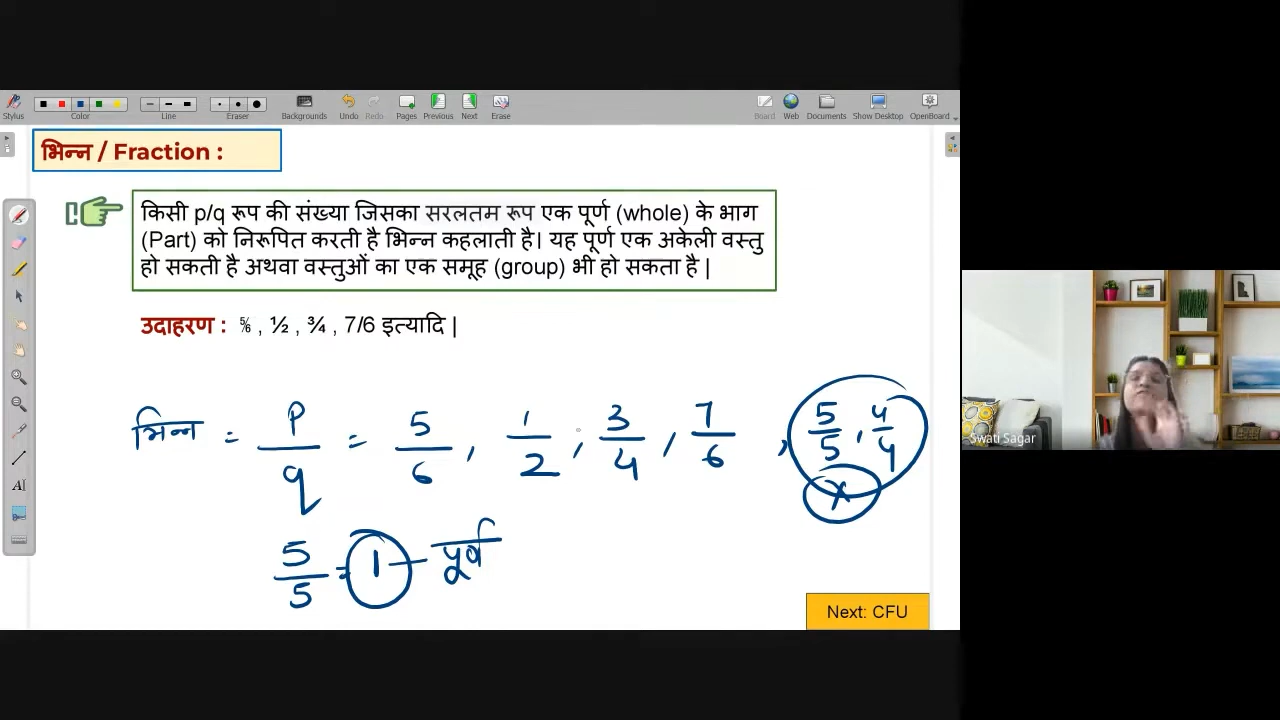 Stylus
Color
Line
Eraser
Backgrounds
Undo
Redo
Pages
Previous
Next
Erase
Board
Web
Documents
Show Desktop
OpenBoard
भिन्न / Fraction :
किसी p/q रूप की संख्या जिसका सरलतम रूप एक पूर्ण (whole) के भाग
(Part) को निरूपित करती है भिन्न कहलाती है। यह पूर्ण एक अकेली वस्तु
हो सकती है अथवा वस्तुओं का एक समूह (group) भी हो सकता है |
उदाहरण : ⅚ , ½ , ¾ , 7/6 इत्यादि |
भिन्न = p/q = 5/6 , 1/2 , 3/4 , 7/6 , 5/5 , 4/4
x
5/5 = 1 – पूर्ण
Next: CFU
Swati Sagar